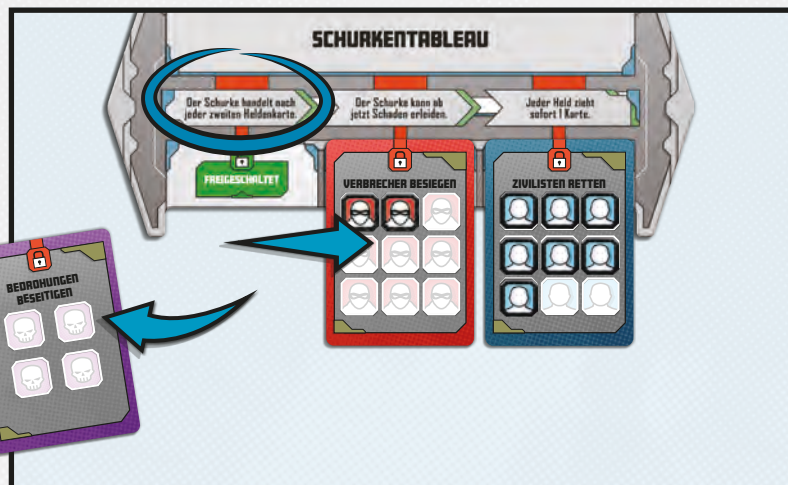 SCHURKENTABLEAU
Der Schurke handelt nach
jeder zweiten Heldenkarte.
Der Schurke kann ab
jetzt Schaden erleiden.
Jeder Held zieht
sofort 1 Karte.
FREIGESCHALTET
VERBRECHER BESIEGEN
ZIVILISTEN RETTEN
BEDROHUNGEN
BESEITIGEN